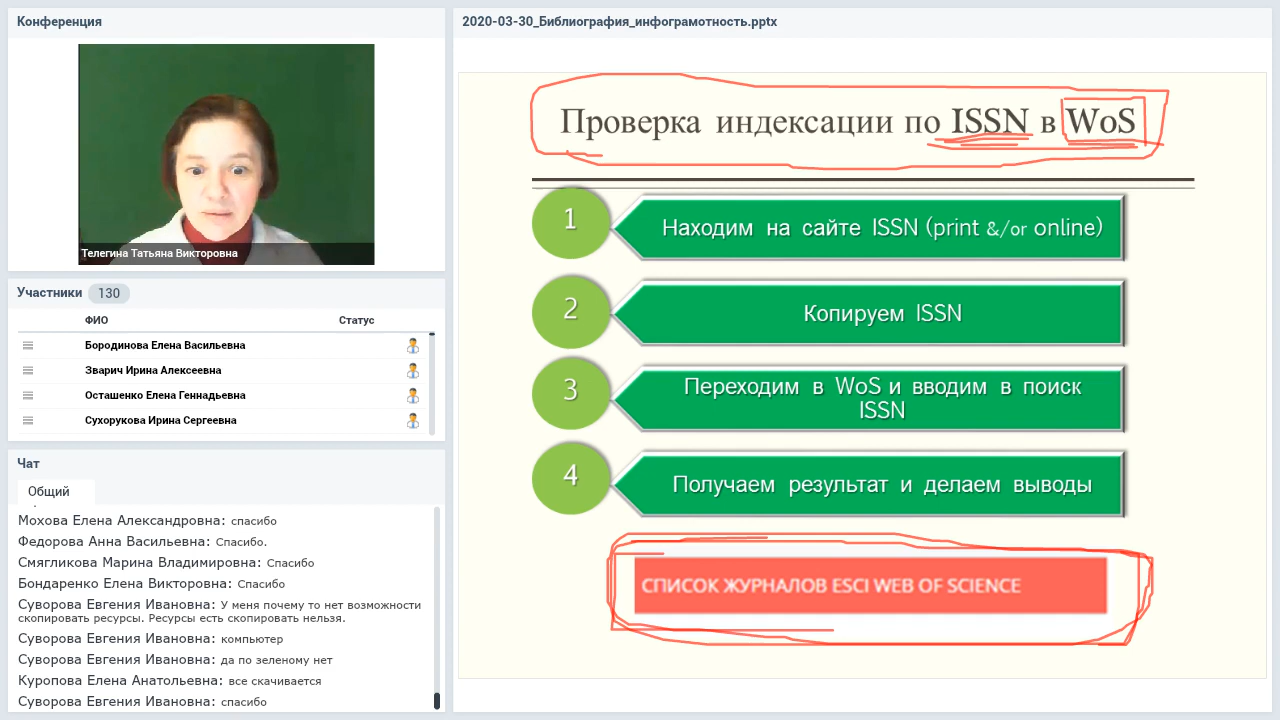 Конференция
Телегина Татьяна Викторовна
Участники 130
ФИО Статус
Бородинова Елена Васильевна
Зварич Ирина Алексеевна
Осташенко Елена Геннадьевна
Сухорукова Ирина Сергеевна
Чат
Общий
Мохова Елена Александровна: спасибо
Федорова Анна Васильевна: Спасибо.
Смягликова Марина Владимировна: Спасибо
Бондаренко Елена Викторовна: Спасибо
Суворова Евгения Ивановна: У меня почему то нет возможности
скопировать ресурсы. Ресурсы есть скопировать нельзя.
Суворова Евгения Ивановна: компьютер
Суворова Евгения Ивановна: да по зеленому нет
Куропова Елена Анатольевна: все скачивается
Суворова Евгения Ивановна: спасибо
2020-03-30_Библиография_инфограмотность.pptx
Проверка индексации по ISSN в WoS
1
Находим на сайте ISSN (print &/or online)
2
Копируем ISSN
3
Переходим в WoS и вводим в поиск
ISSN
4
Получаем результат и делаем выводы
СПИСОК ЖУРНАЛОВ ESCI WEB OF SCIENCE